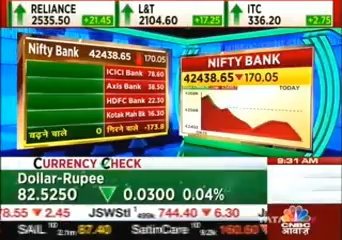 RELIANCE L&T ITC
2535.50 +21.45 2104.60 +17.25 336.20 +2.75
Nifty Bank 42438.65 170.05
ICICI Bank 78.60
Axis Bank 38.50
HDFC Bank 22.30
Kotak Mah Bk 16.30
बढ़ने वाले 0 गिरने वाले -173.8
NIFTY BANK
42438.65 170.05
TODAY
CURRENCY CHECK 9:31 AM
Dollar-Rupee
82.5250 0.0300 0.04%
78.55 2.45 JSWStl 744.40 6.30 J
SAIL 87.40 SatinCare
CNBC
आवाज़